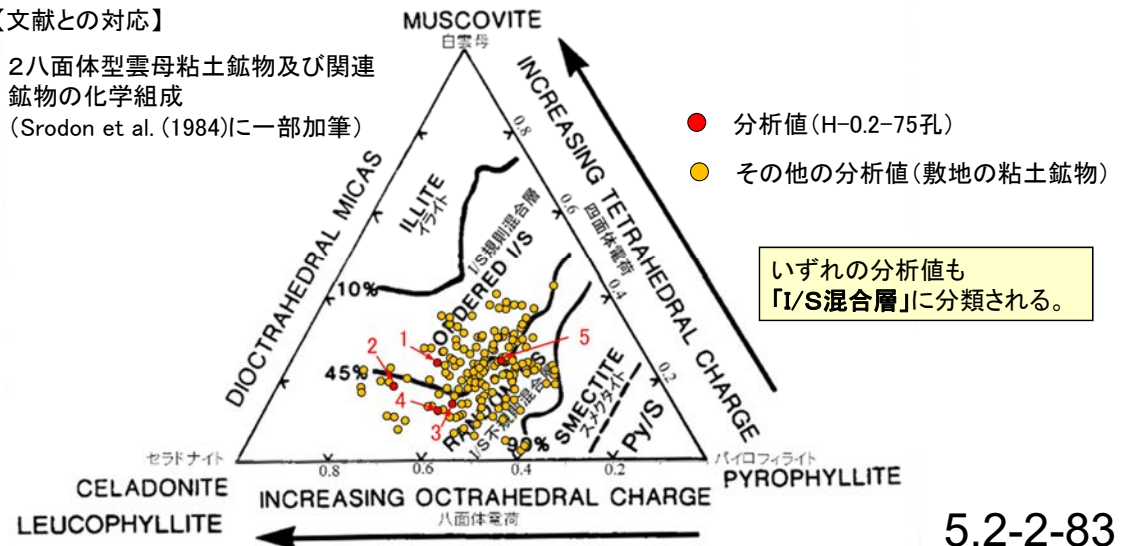 【文献との対応】
2八面体型雲母粘土鉱物及び関連
鉱物の化学組成
(Srodon et al. (1984)に一部加筆)
MUSCOVITE
白雲母
分析値(H-0.2-75孔)
その他の分析値(敷地の粘土鉱物)
いずれの分析値も
「I/S混合層」に分類される。
DIOCTRAHEDRAL MICAS
INCREASING TETRAHEDRAL CHARGE
四面体電荷
0.8
0.6
0.4
0.2
ILLITE
イライト
I/S規則混合層
ORDERED I/S
10%
45%
90%
1
2
3
4
5
I/S不規則混合層
SMECTITE
スメクタイト
Py/S
セラドナイト
CELADONITE
LEUCOPHYLLITE
0.8
0.6
0.4
0.2
INCREASING OCTRAHEDRAL CHARGE
八面体電荷
パイロフィライト
PYROPHYLLITE
5.2-2-83